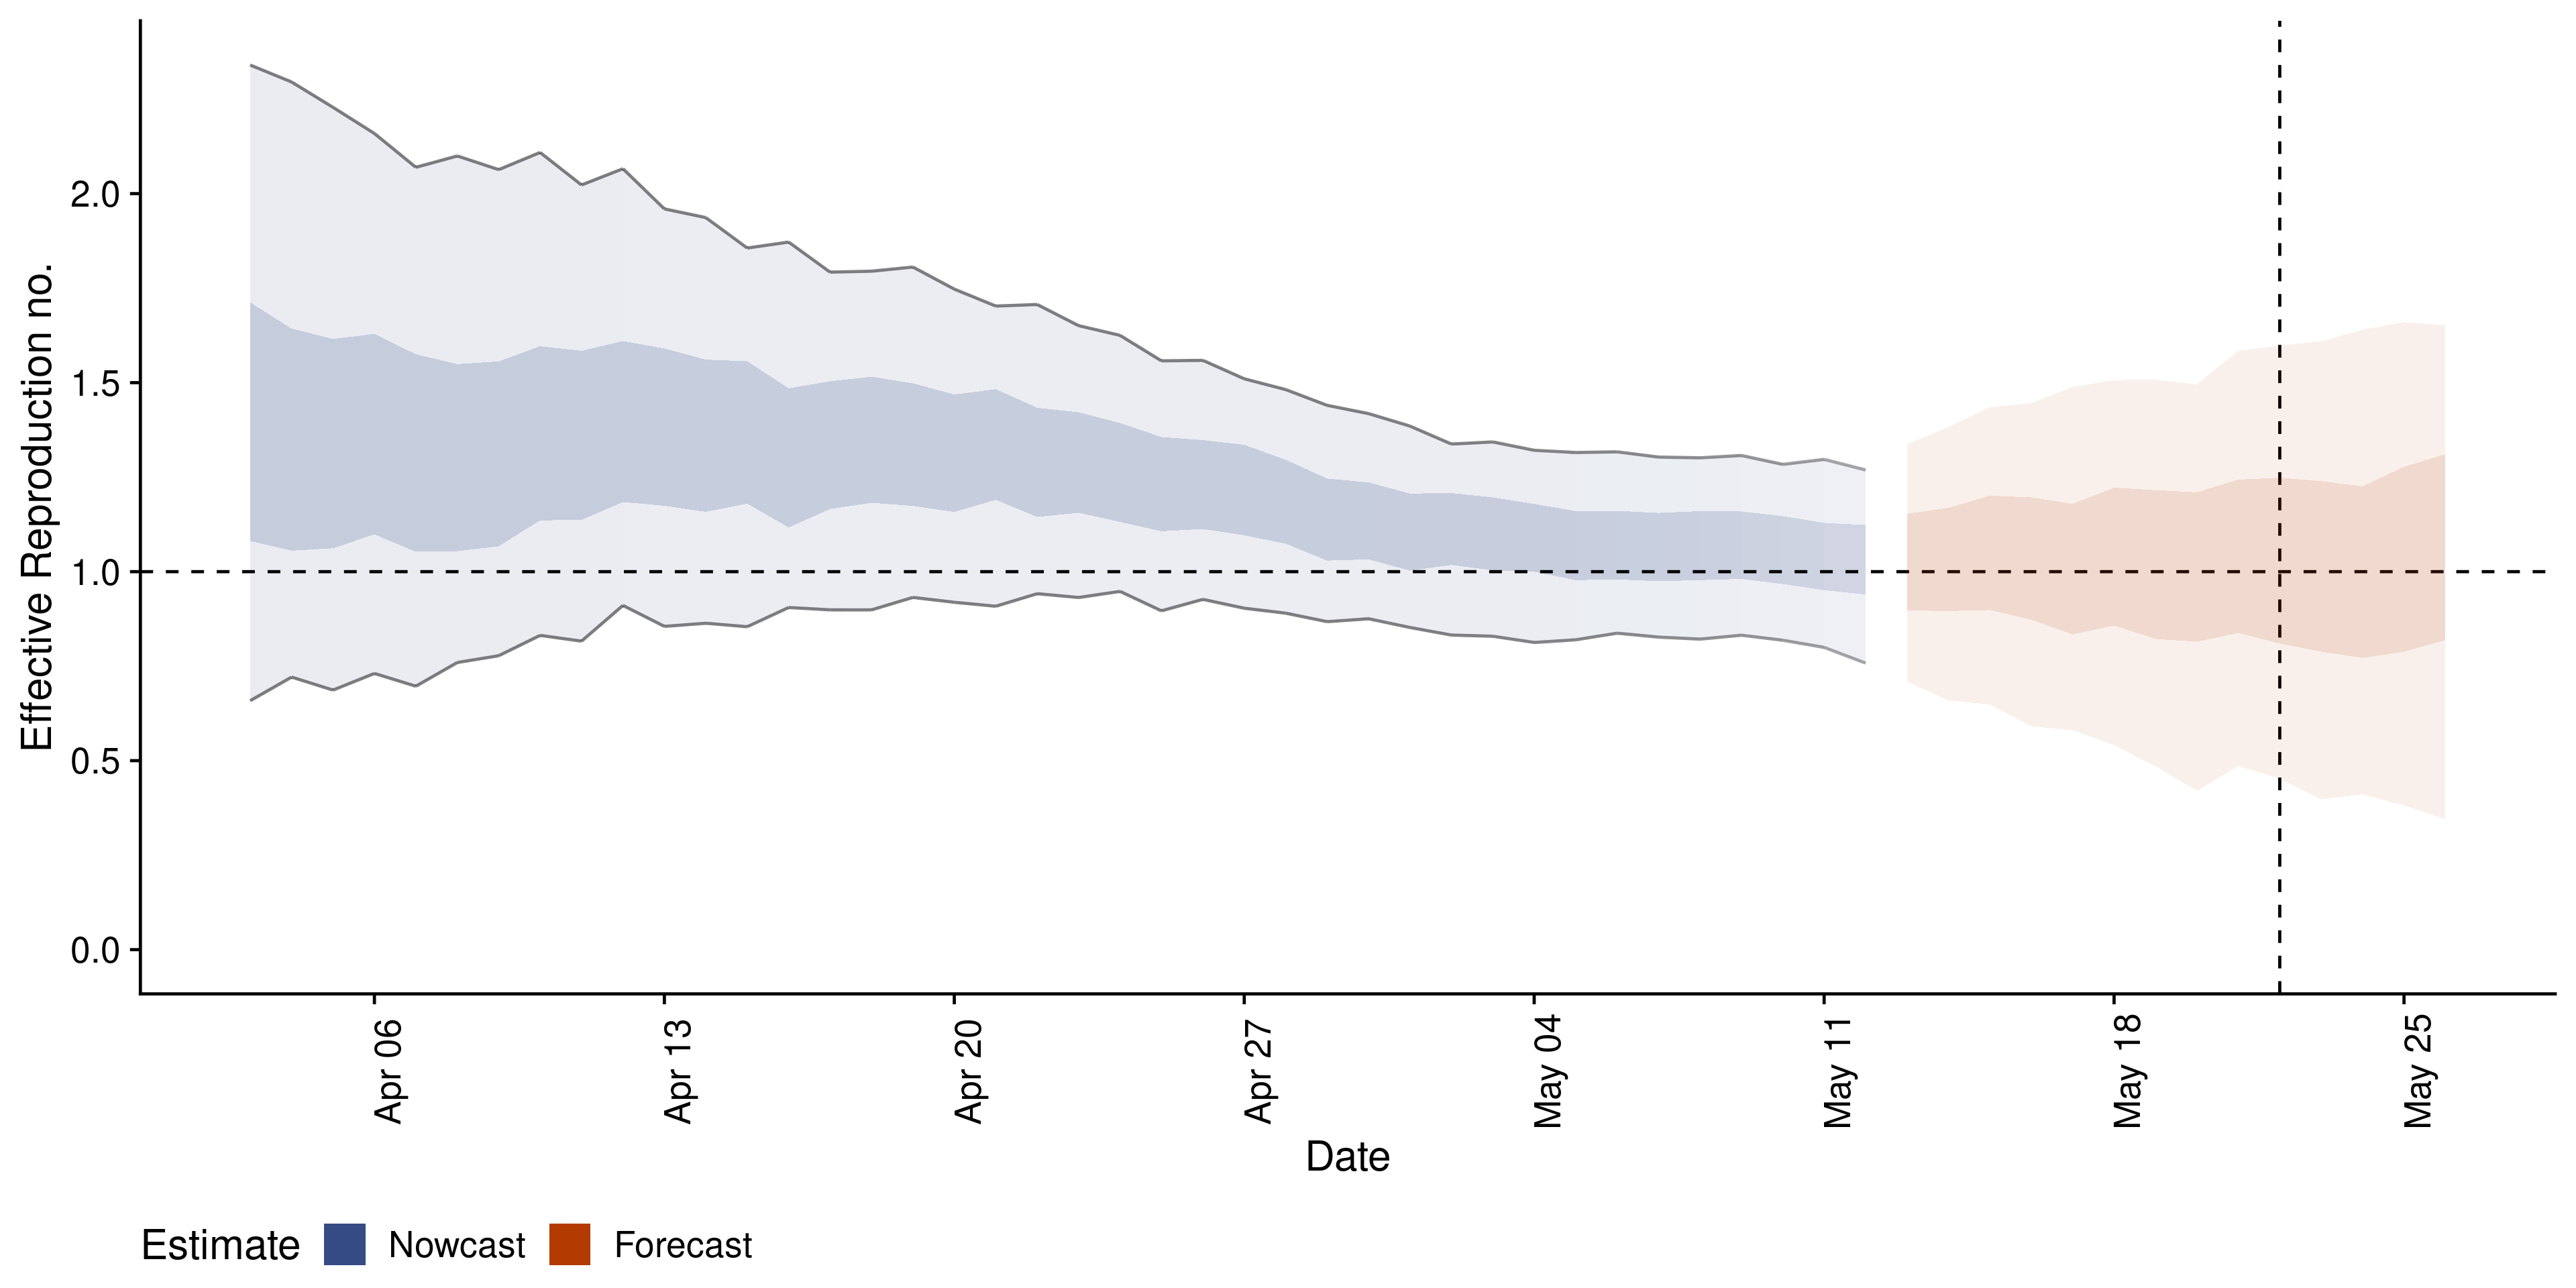 Effective Reproduction no.
2.0
1.5
1.0
0.5
0.0
Apr 06
Apr 13
Apr 20
Apr 27
May 04
May 11
May 18
May 25
Date
Estimate Nowcast Forecast